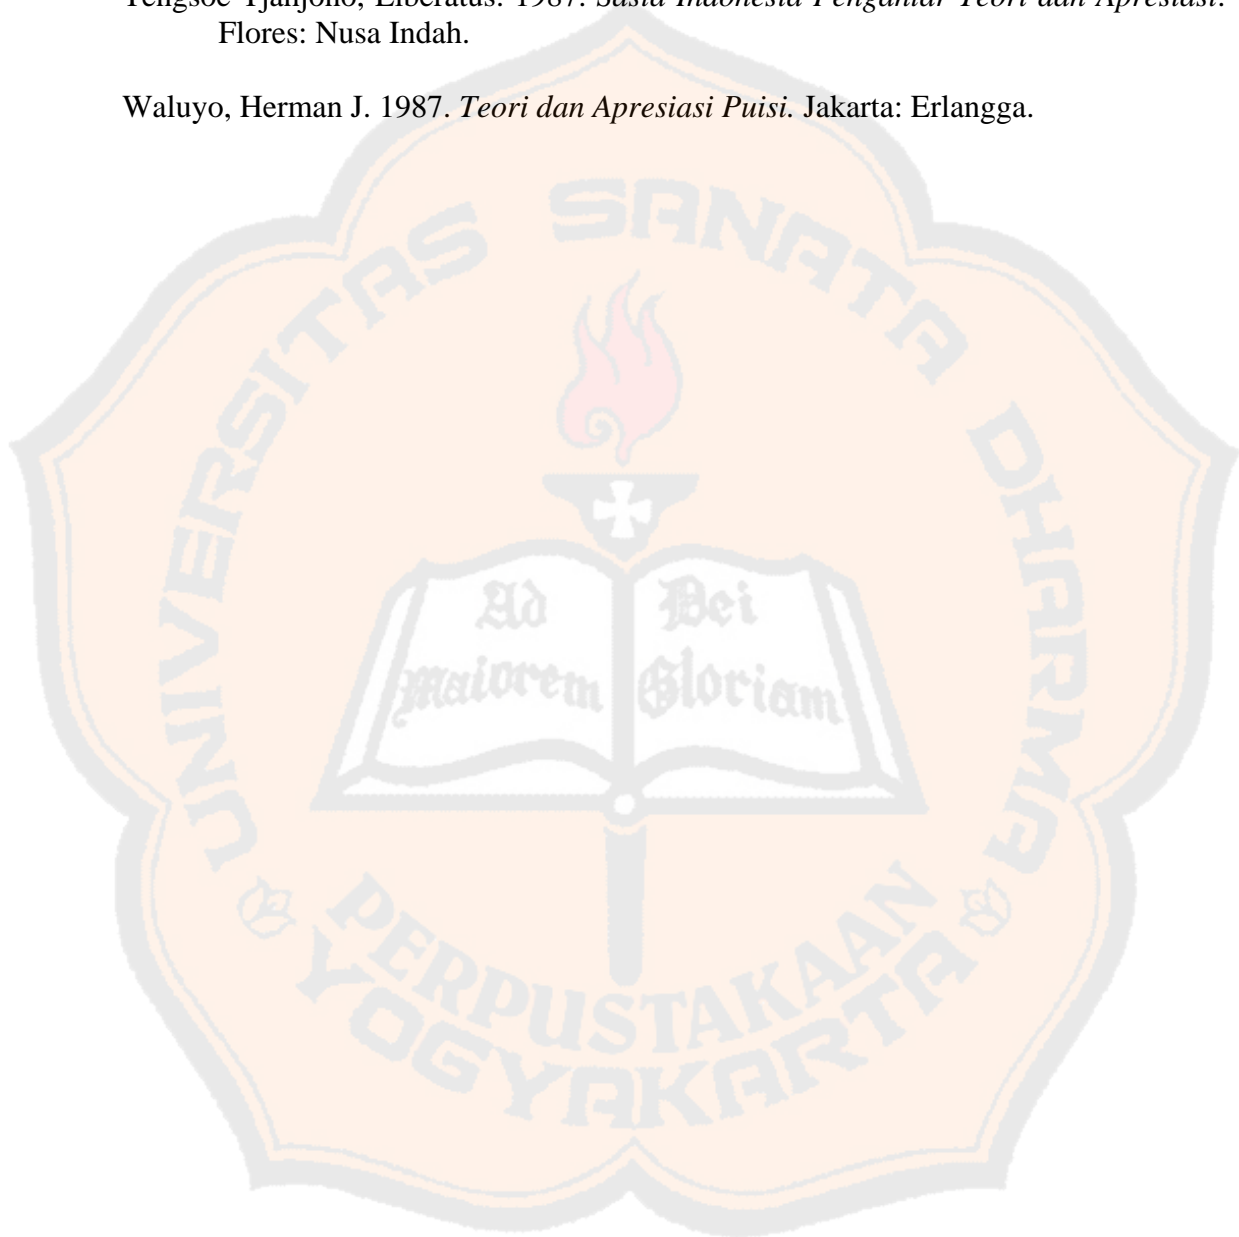 Tengsoe Tjahjono, Liberatus. 1987. Indonesia Pengantar Teori dan Apresiasi.
Flores: Nusa Indah.
Waluyo, Herman J. 1987. Teori dan Apresiasi Puisi. Jakarta: Erlangga.
UNIVERSITAS SANATA DHARMA
Ad Dei
Maiorem Gloriam
PERPUSTAKAAN
YOGYAKARTA